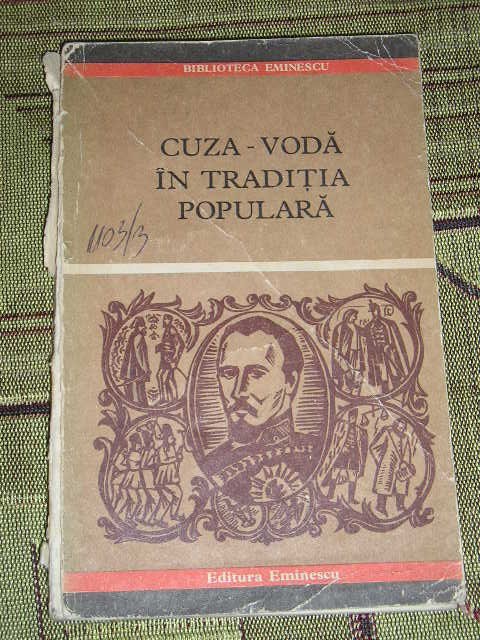 BIBLIOTECA EMINESCU
CUZA - VODĂ
ÎN TRADIȚIA
POPULARĂ
1103/3
Editura Eminescu